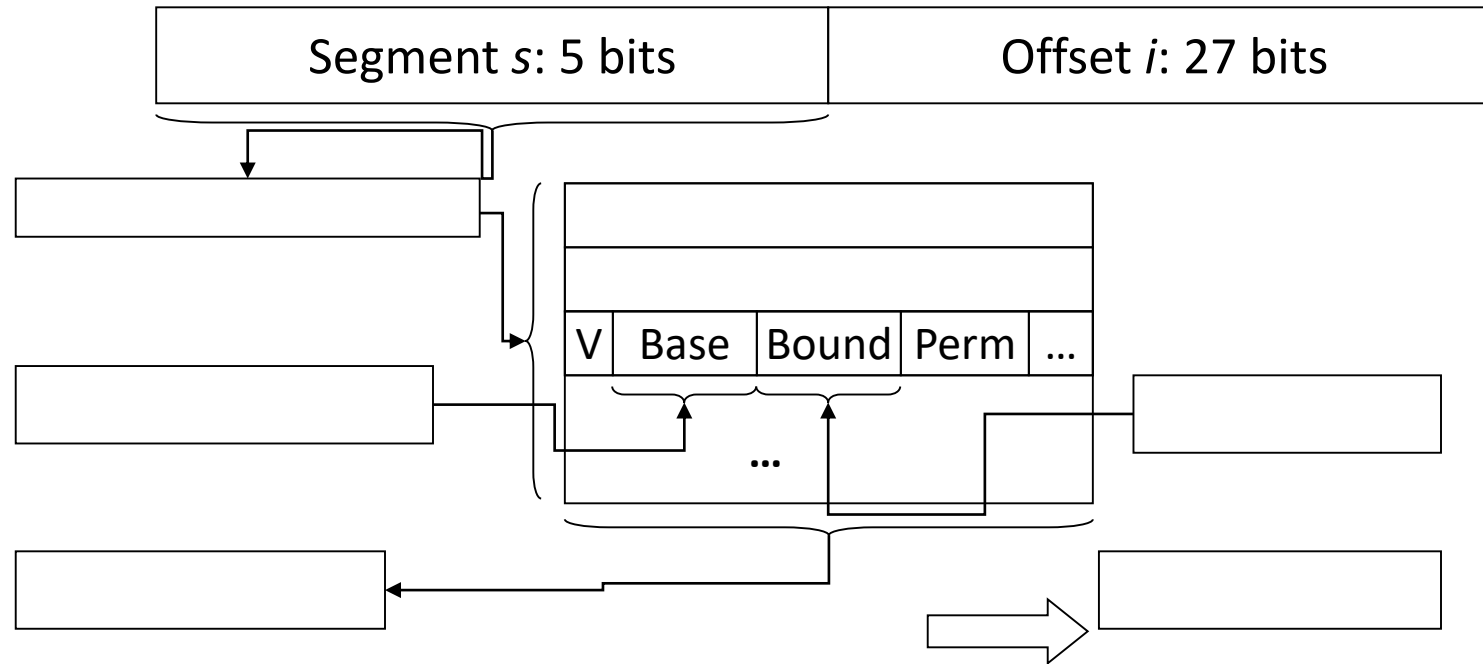 Segment s: 5 bits Offset i: 27 bits
V Base Bound Perm ...
...